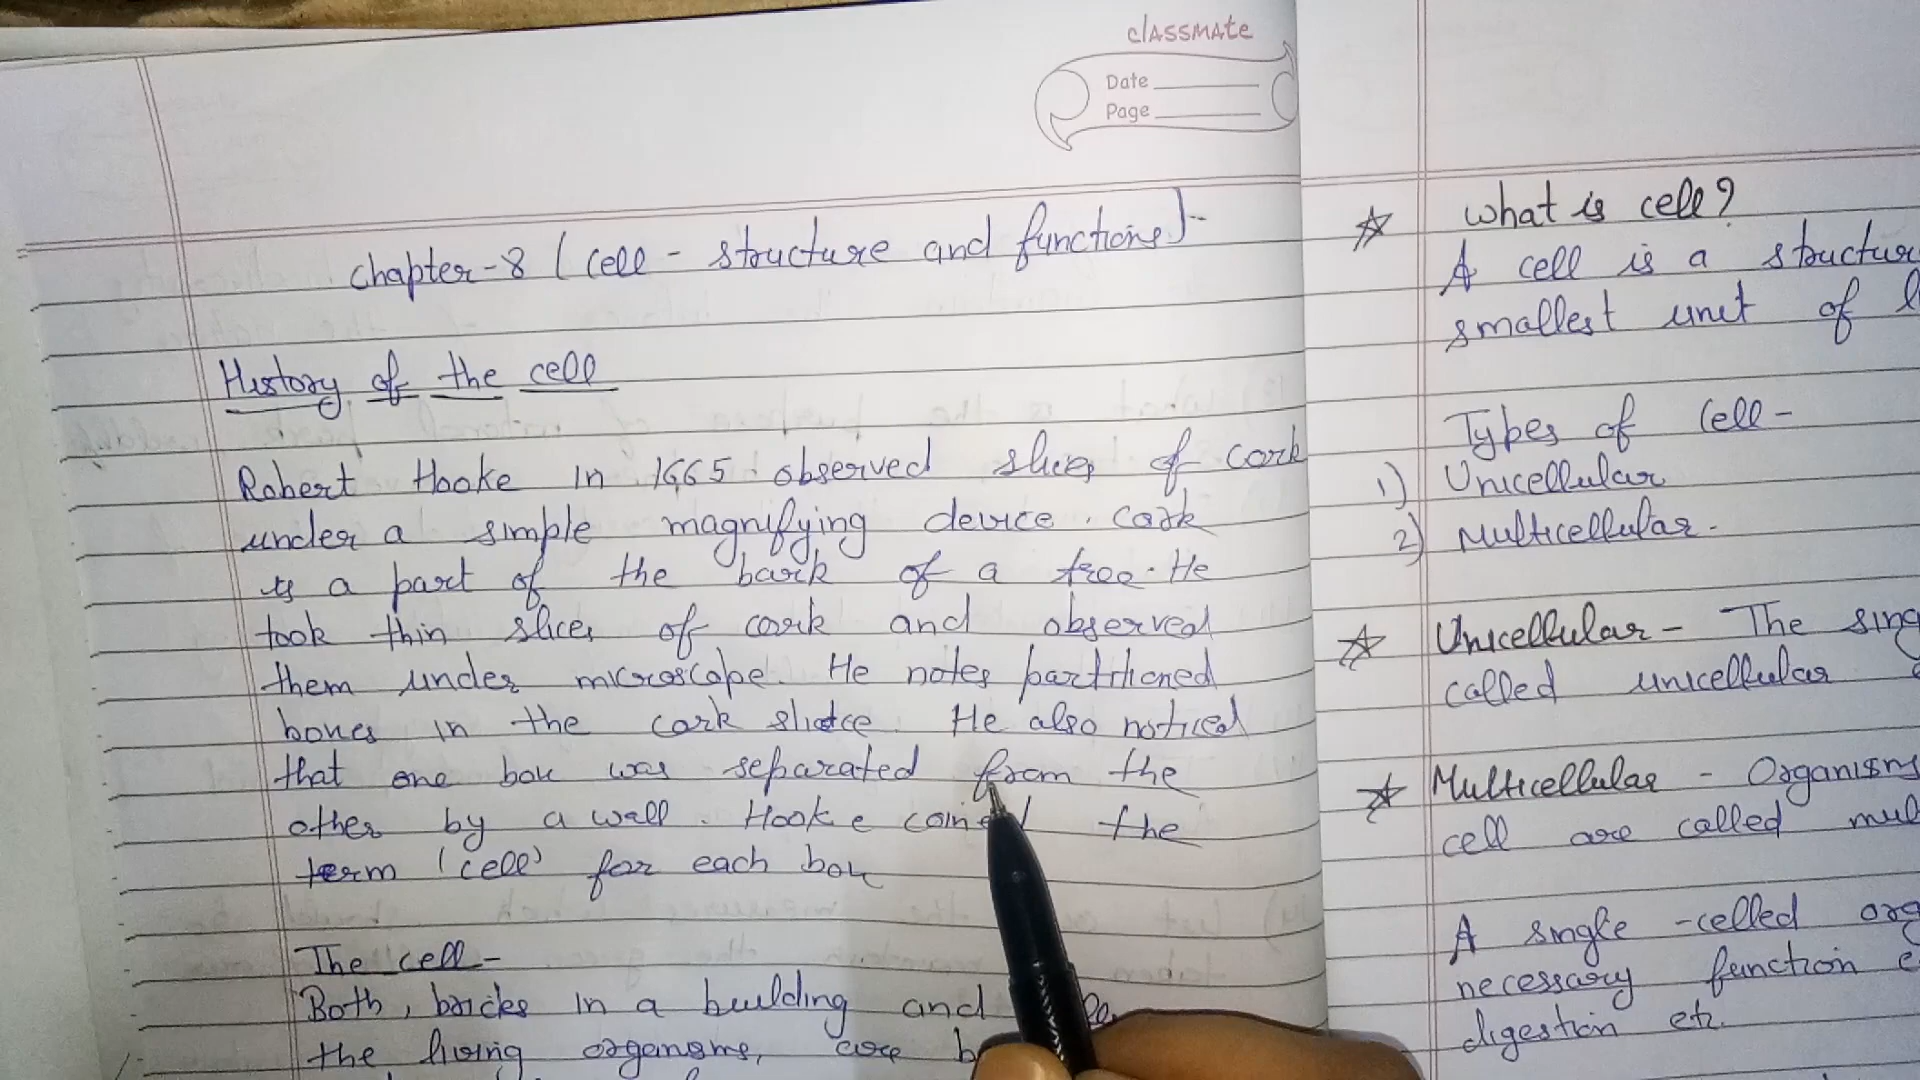 classmate
Date
Page
Chapter-8 (cell - structure and functions)-
History of the cell
Robert Hooke in 1665 observed slices of cork
under a simple magnifying device. Cork
is a part of the bark of a tree. He
took thin slices of cork and observed
them under microscope. He notes partitioned
boxes in the cork slidce. He also noticed
that one box was separated from the
other by a wall. Hooke coined the
term 'cell' for each box
The cell-
Both, bricks in a building and
the living organisms, are
What is cell?
A cell is a structur
smallest unit of
Types of Cell-
1) Unicellular
2) Multicellular.
Unicellular - The sing
called unicellular
Multicellular - Organisms
cell are called mul
A single-celled org
necessary function
digestion etc.